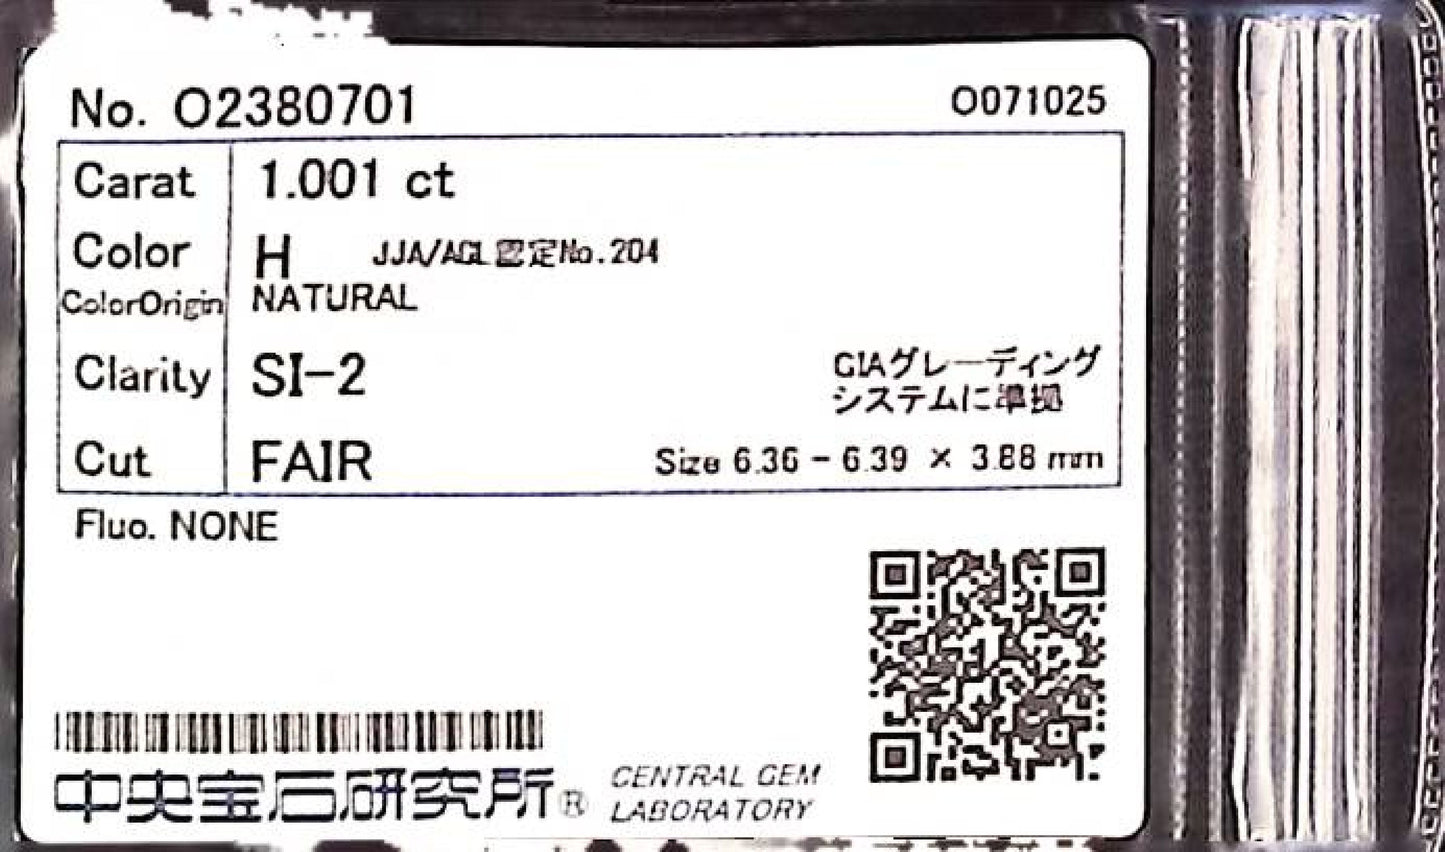 No. O2380701 O071025
Carat 1.001 ct
Color H JJA/AGL認定No.204
ColorOrigin NATURAL
Clarity SI-2
GIAグレーディング
システムに準拠
Cut FAIR Size 6.36 - 6.39 × 3.88 mm
Fluo. NONE
中央宝石研究所® CENTRAL GEM
LABORATORY